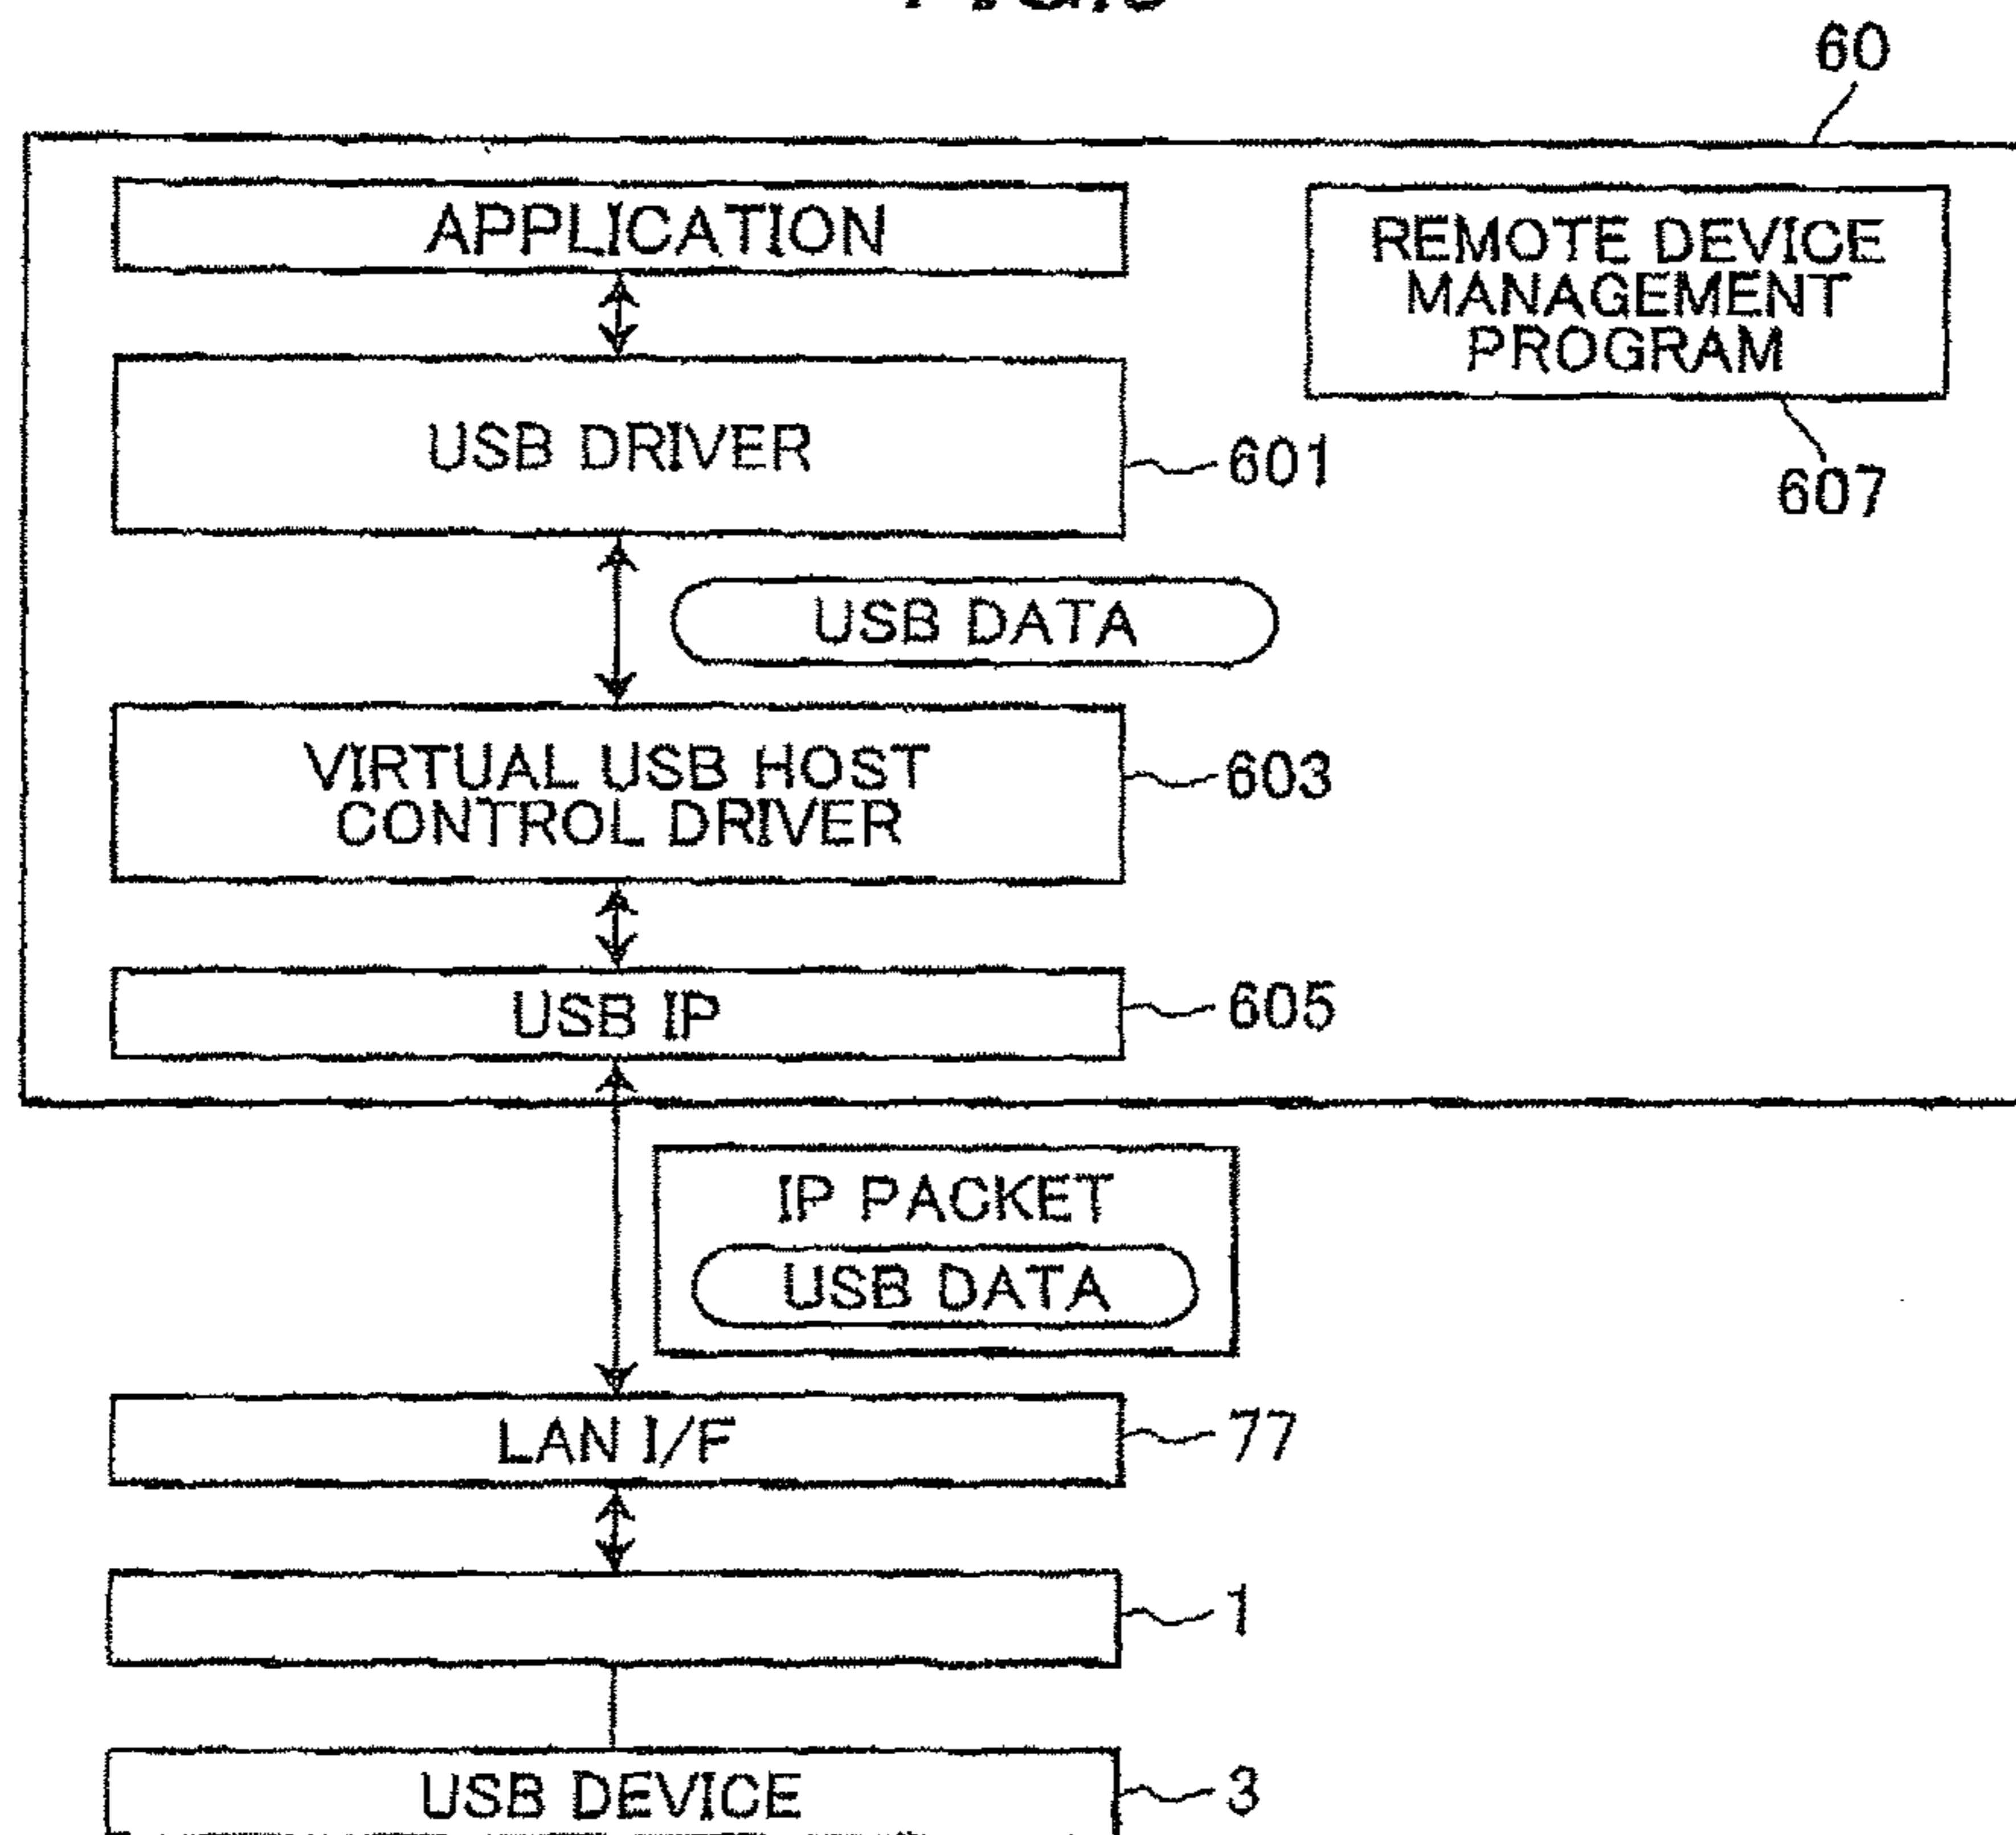 60
APPLICATION
REMOTE DEVICE
MANAGEMENT
PROGRAM
607
USB DRIVER
601
USB DATA
VIRTUAL USB HOST
CONTROL DRIVER
603
USB IP
605
IP PACKET
USB DATA
LAN I/F
77
1
USB DEVICE
3